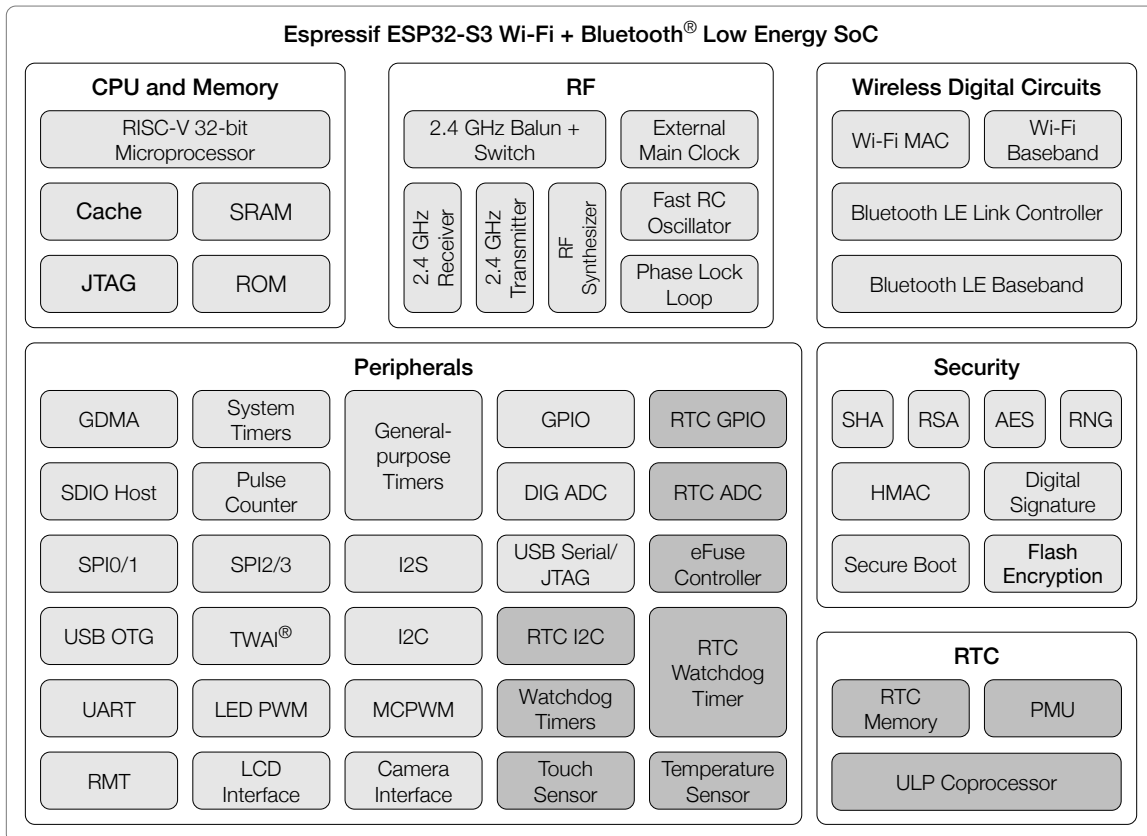 Espressif ESP32-S3 Wi-Fi + Bluetooth® Low Energy SoC
CPU and Memory
RISC-V 32-bit
Microprocessor
Cache
SRAM
JTAG
ROM
RF
2.4 GHz Balun +
Switch
External
Main Clock
2.4 GHz
Receiver
2.4 GHz
Transmitter
RF
Synthesizer
Fast RC
Oscillator
Phase Lock
Loop
Wireless Digital Circuits
Wi-Fi MAC
Wi-Fi
Baseband
Bluetooth LE Link Controller
Bluetooth LE Baseband
Peripherals
GDMA
System
Timers
General-
purpose
Timers
GPIO
RTC GPIO
SDIO Host
Pulse
Counter
DIG ADC
RTC ADC
SPI0/1
SPI2/3
I2S
USB Serial/
JTAG
eFuse
Controller
USB OTG
TWAI®
I2C
RTC I2C
RTC
Watchdog
Timer
UART
LED PWM
MCPWM
Watchdog
Timers
RMT
LCD
Interface
Camera
Interface
Touch
Sensor
Temperature
Sensor
Security
SHA
RSA
AES
RNG
HMAC
Digital
Signature
Secure Boot
Flash
Encryption
RTC
RTC
Memory
PMU
ULP Coprocessor